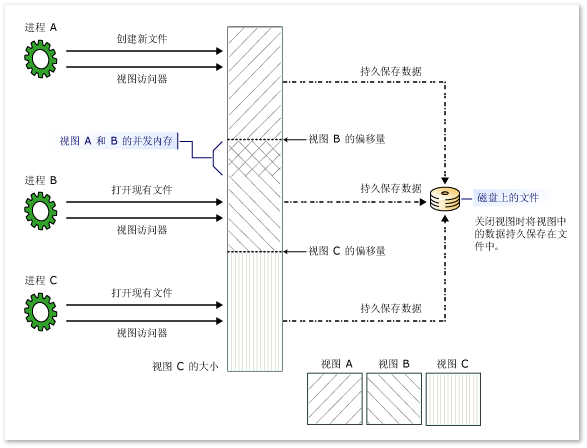 进程 A
创建新文件
视图访问器
持久保存数据
视图 A 和 B 的并发内存
视图 B 的偏移量
进程 B
打开现有文件
视图访问器
持久保存数据
磁盘上的文件
关闭视图时将视图中
的数据持久保存在文
件中。
视图 C 的偏移量
进程 C
打开现有文件
视图访问器
持久保存数据
视图 C 的大小
视图 A
视图 B
视图 C